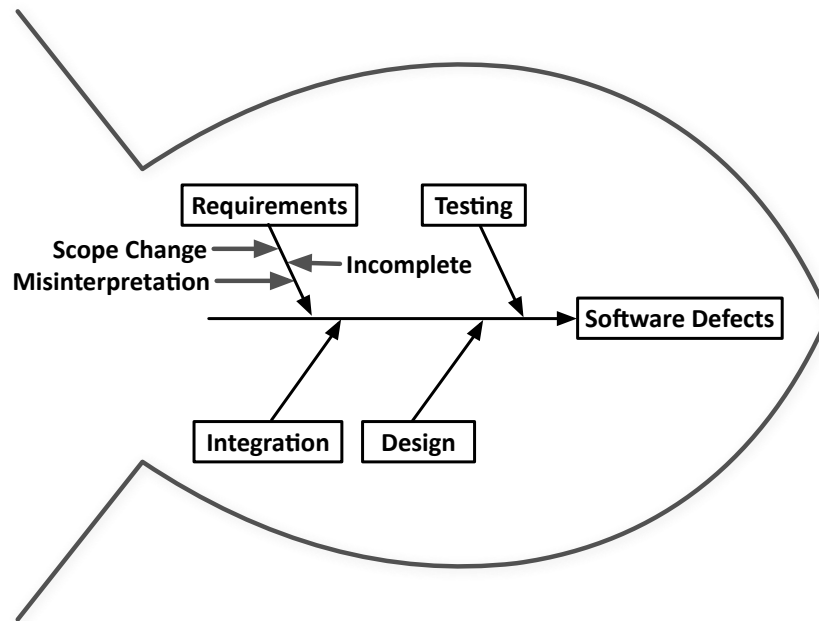 Requirements
Testing
Scope Change
Incomplete
Misinterpretation
Software Defects
Integration
Design